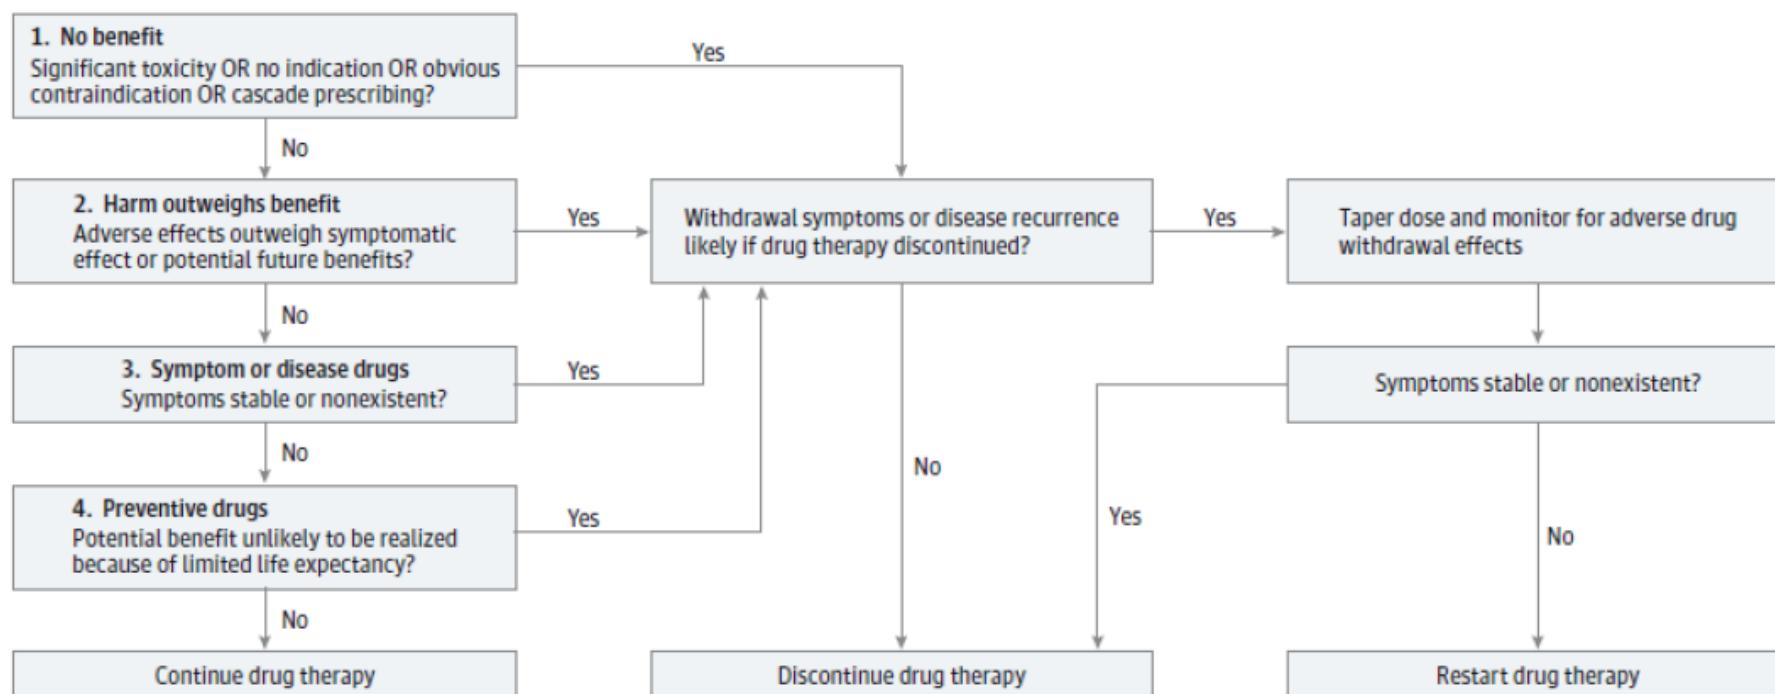 1. No benefit
Significant toxicity OR no indication OR obvious
contraindication OR cascade prescribing?
Yes
No
2. Harm outweighs benefit
Adverse effects outweigh symptomatic
effect or potential future benefits?
Yes
Withdrawal symptoms or disease recurrence
likely if drug therapy discontinued?
Yes
Taper dose and monitor for adverse drug
withdrawal effects
No
3. Symptom or disease drugs
Symptoms stable or nonexistent?
Yes
Symptoms stable or nonexistent?
No
No
4. Preventive drugs
Potential benefit unlikely to be realized
because of limited life expectancy?
Yes
Yes
No
No
Continue drug therapy
Discontinue drug therapy
Restart drug therapy